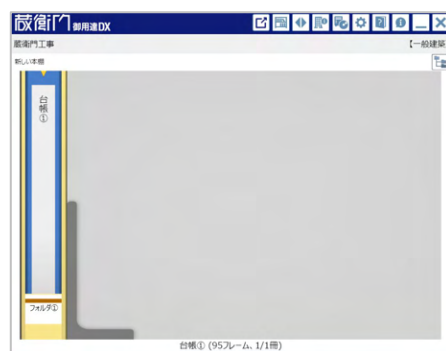 蔵衛門 御用達DX
蔵衛門工事
【一般建築
新しい本棚
台帳①
フォルダ①
台帳① (95フレーム, 1/1冊)